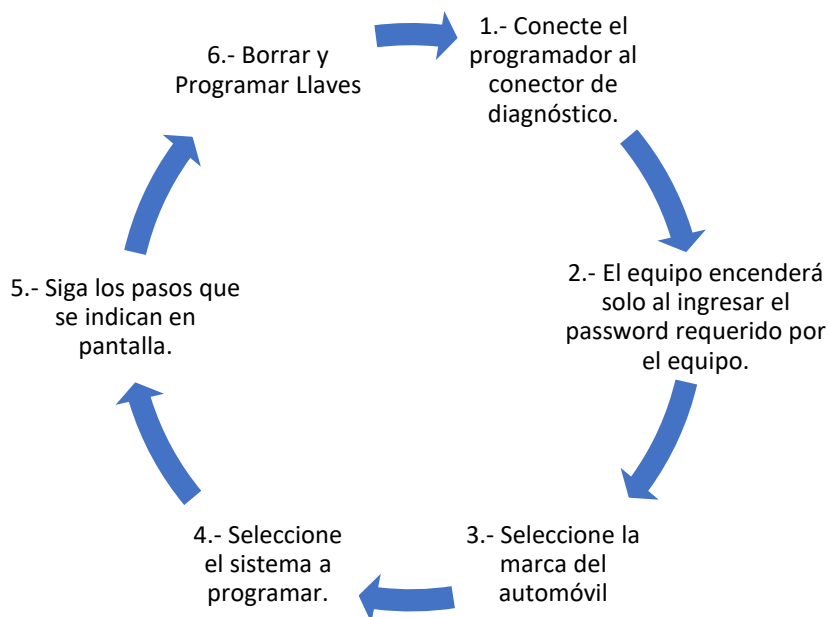 1.- Conecte el
programador al
conector de
diagnóstico.
2.- El equipo encenderá
solo al ingresar el
password requerido por
el equipo.
3.- Seleccione la
marca del
automóvil
4.- Seleccione
el sistema a
programar.
5.- Siga los pasos que
se indican en
pantalla.
6.- Borrar y
Programar Llaves